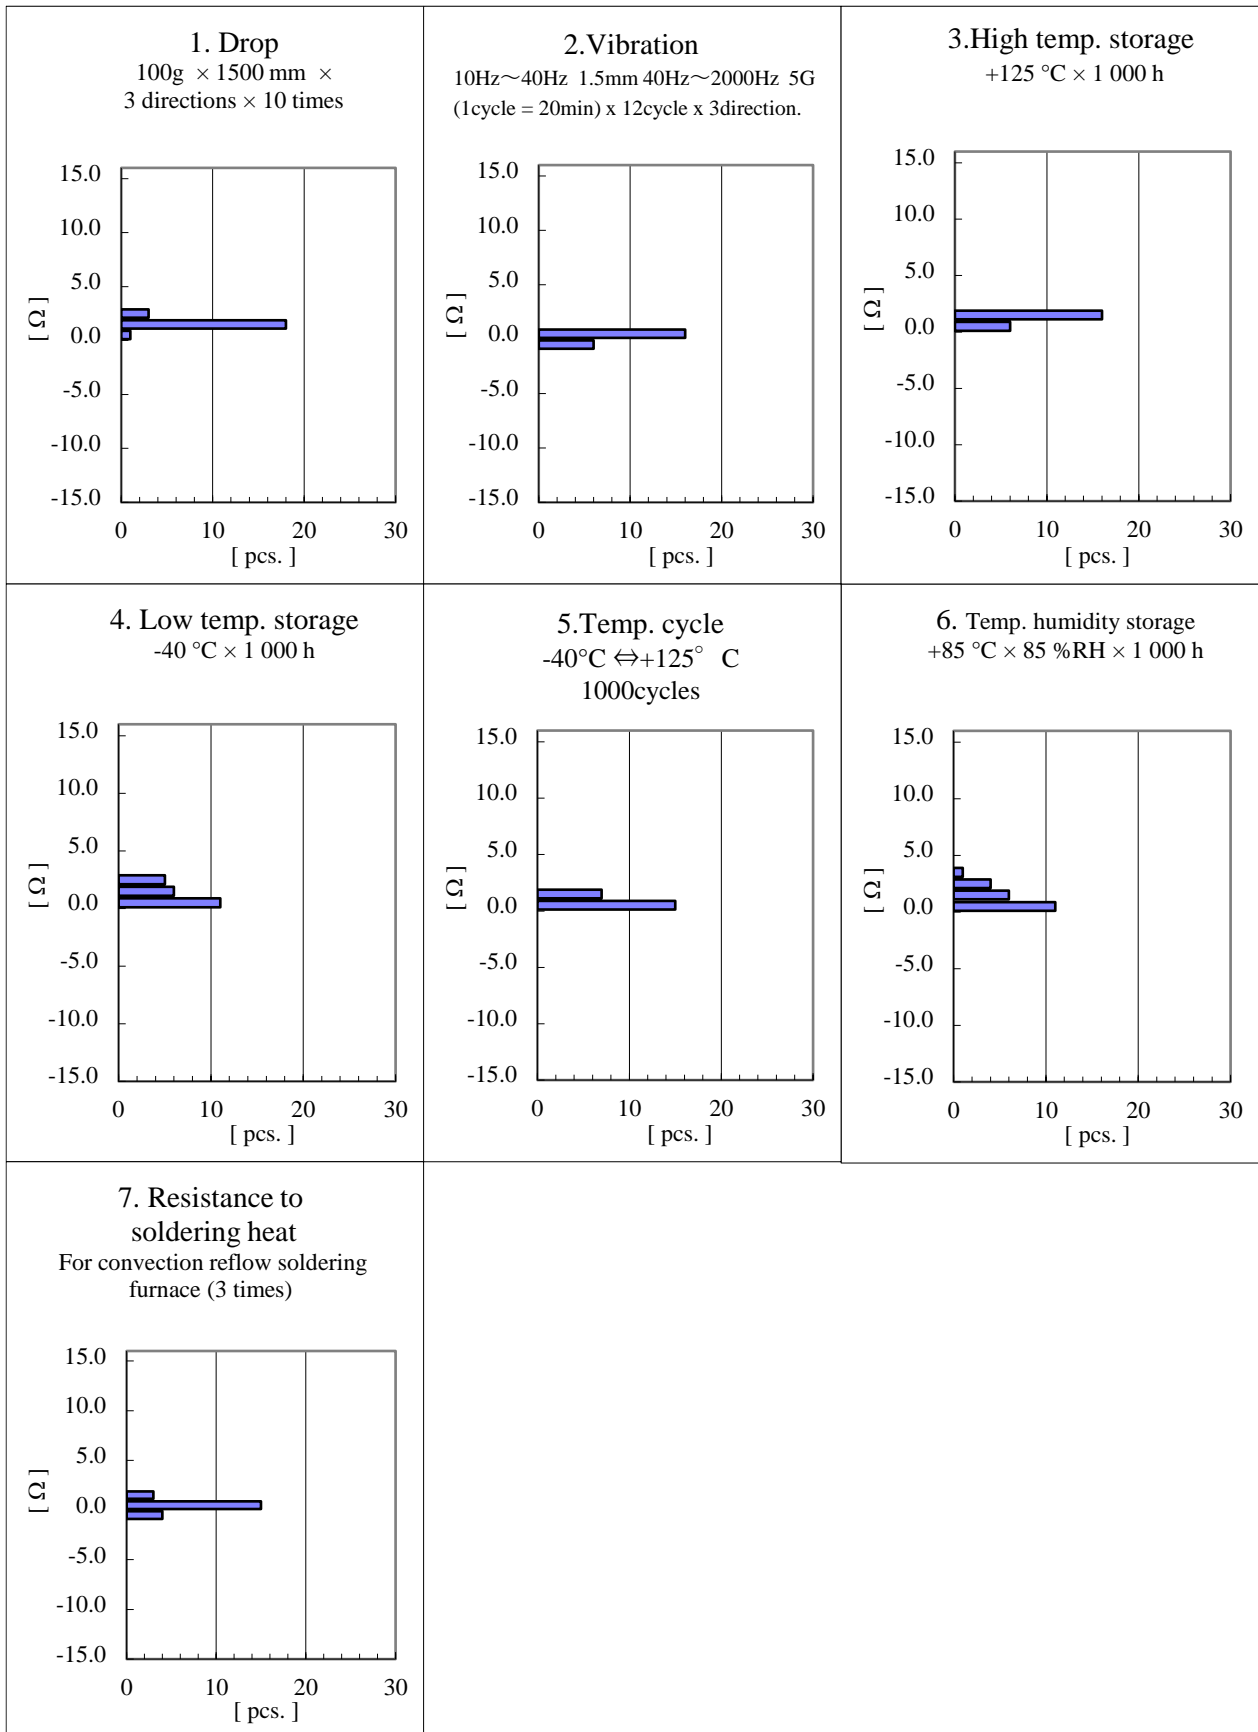 1. Drop
100g × 1500 mm ×
3 directions × 10 times
15.0
10.0
5.0
0.0
-5.0
-10.0
-15.0
[ Ω ]
0 10 20 30
[ pcs. ]
2.Vibration
10Hz～40Hz 1.5mm 40Hz～2000Hz 5G
(1cycle = 20min) x 12cycle x 3direction.
15.0
10.0
5.0
0.0
-5.0
-10.0
-15.0
[ Ω ]
0 10 20 30
[ pcs. ]
3.High temp. storage
+125 °C × 1 000 h
15.0
10.0
5.0
0.0
-5.0
-10.0
-15.0
[ Ω ]
0 10 20 30
[ pcs. ]
4. Low temp. storage
-40 °C × 1 000 h
15.0
10.0
5.0
0.0
-5.0
-10.0
-15.0
[ Ω ]
0 10 20 30
[ pcs. ]
5.Temp. cycle
-40°C ⇔+125° C
1000cycles
15.0
10.0
5.0
0.0
-5.0
-10.0
-15.0
[ Ω ]
0 10 20 30
[ pcs. ]
6. Temp. humidity storage
+85 °C × 85 %RH × 1 000 h
15.0
10.0
5.0
0.0
-5.0
-10.0
-15.0
[ Ω ]
0 10 20 30
[ pcs. ]
7. Resistance to
soldering heat
For convection reflow soldering
furnace (3 times)
15.0
10.0
5.0
0.0
-5.0
-10.0
-15.0
[ Ω ]
0 10 20 30
[ pcs. ]